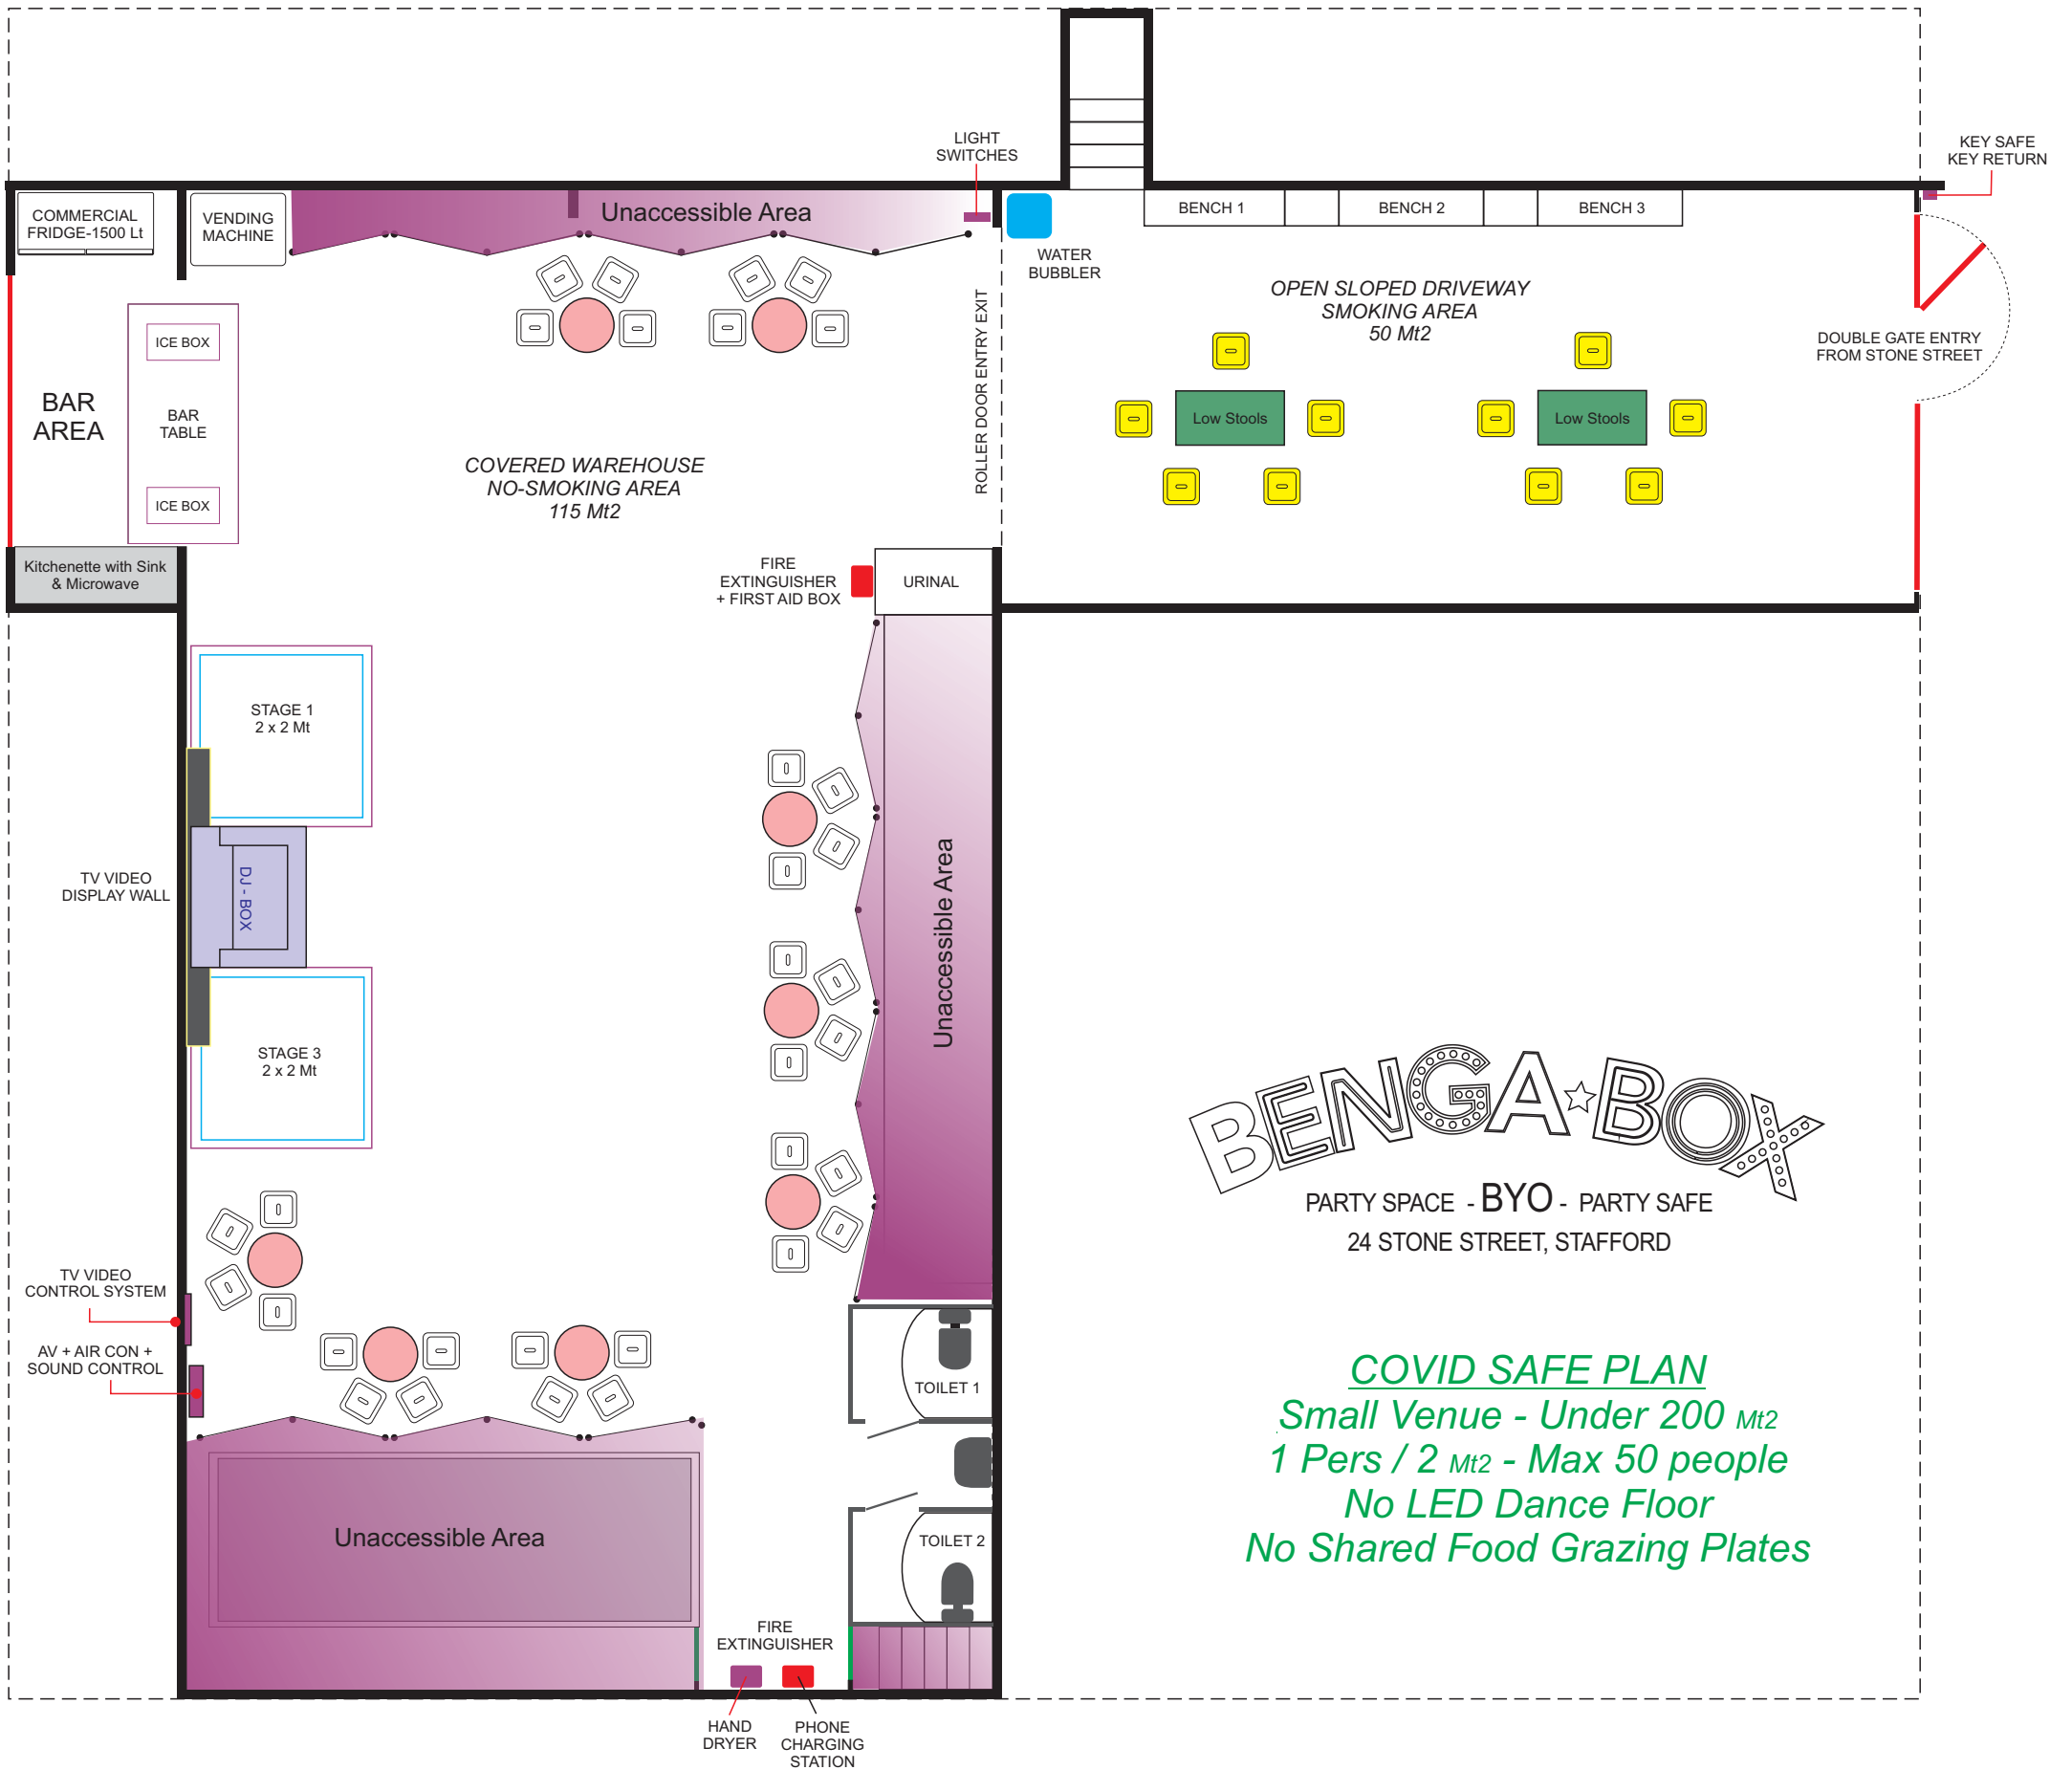 LIGHT
SWITCHES
KEY SAFE
KEY RETURN
COMMERCIAL
FRIDGE-1500 Lt
VENDING
MACHINE
Unaccessible Area
WATER
BUBBLER
BENCH 1
BENCH 2
BENCH 3
OPEN SLOPED DRIVEWAY
SMOKING AREA
50 Mt2
DOUBLE GATE ENTRY
FROM STONE STREET
ROLLER DOOR ENTRY EXIT
ICE BOX
BAR
AREA
BAR
TABLE
ICE BOX
Low Stools
Low Stools
COVERED WAREHOUSE
NO-SMOKING AREA
115 Mt2
Kitchenette with Sink
& Microwave
FIRE
EXTINGUISHER
+ FIRST AID BOX
URINAL
STAGE 1
2 x 2 Mt
TV VIDEO
DISPLAY WALL
DJ - BOX
Unaccessible Area
STAGE 3
2 x 2 Mt
BENGA BOX
PARTY SPACE - BYO - PARTY SAFE
24 STONE STREET, STAFFORD
TV VIDEO
CONTROL SYSTEM
AV + AIR CON +
SOUND CONTROL
TOILET 1
COVID SAFE PLAN
Small Venue - Under 200 Mt2
1 Pers / 2 Mt2 - Max 50 people
No LED Dance Floor
No Shared Food Grazing Plates
Unaccessible Area
TOILET 2
FIRE
EXTINGUISHER
HAND
DRYER
PHONE
CHARGING
STATION